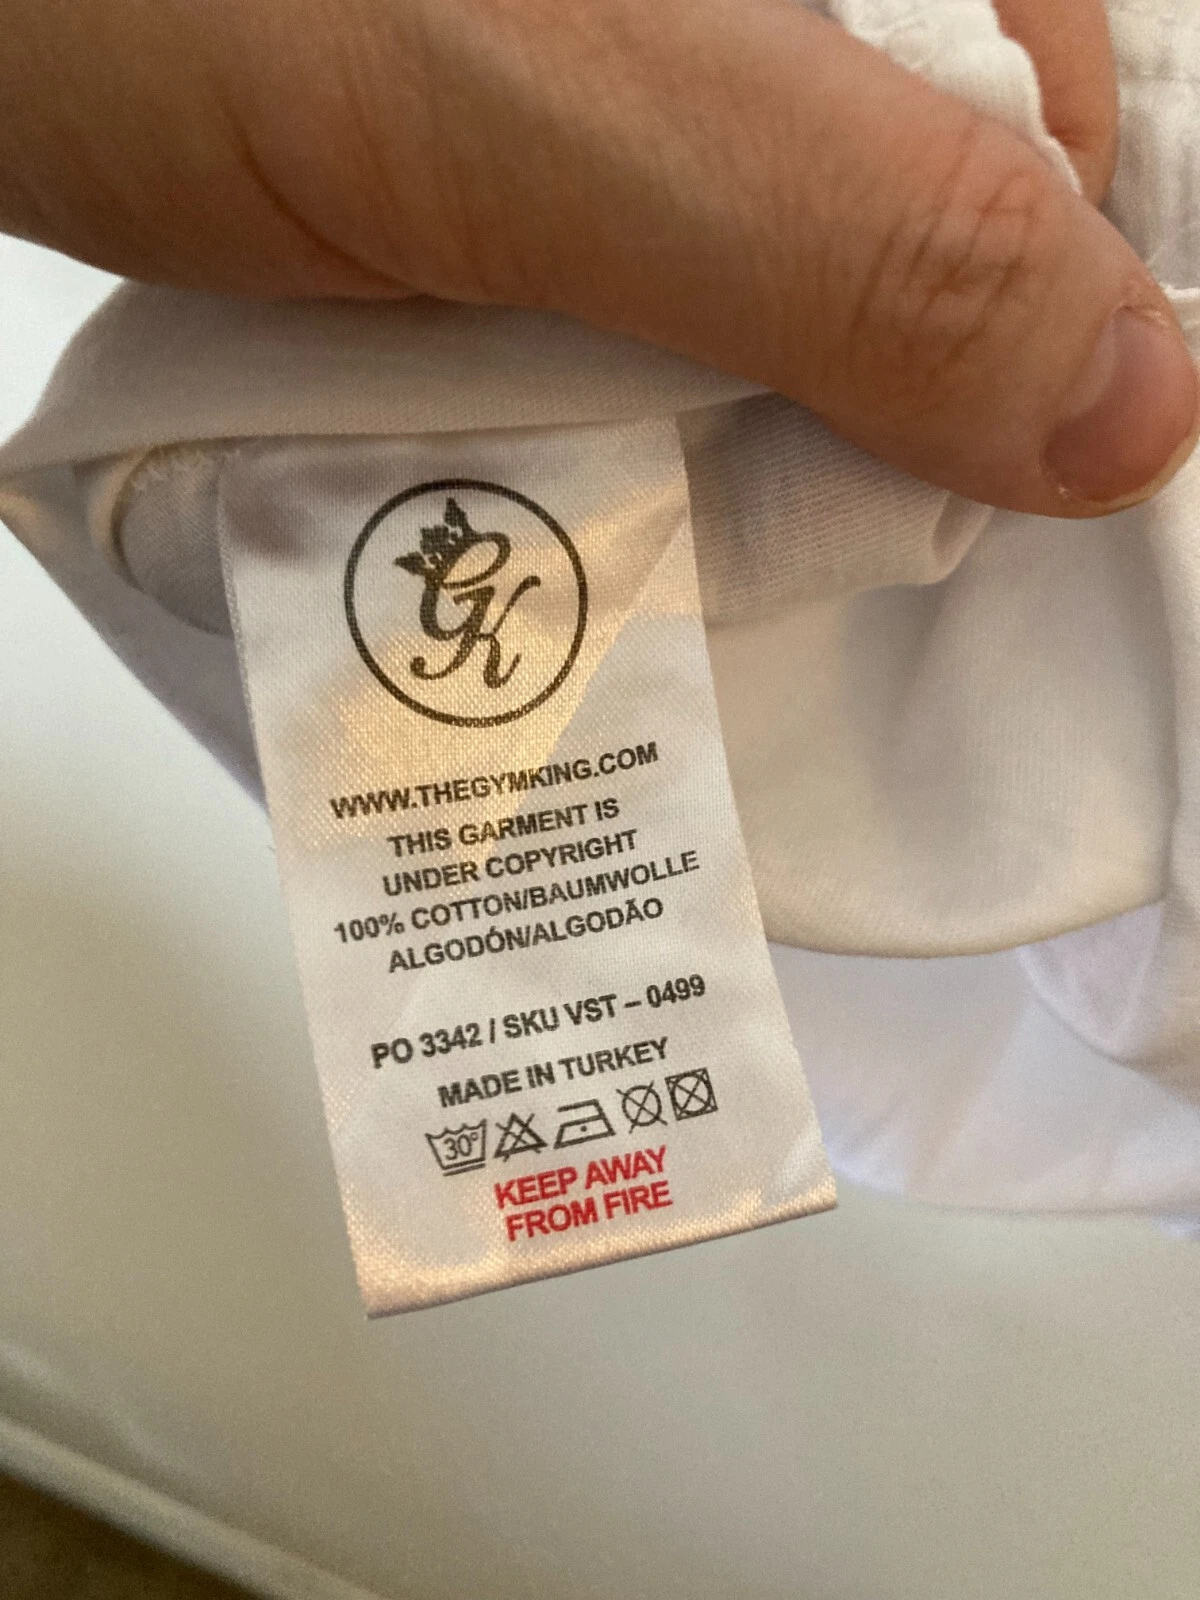 GK
WWW.THEGYMKING.COM
THIS GARMENT IS
UNDER COPYRIGHT
100% COTTON/BAUMWOLLE
ALGODÓN/ALGODÃO
PO 3342 / SKU VST – 0499
MADE IN TURKEY
30°
KEEP AWAY
FROM FIRE